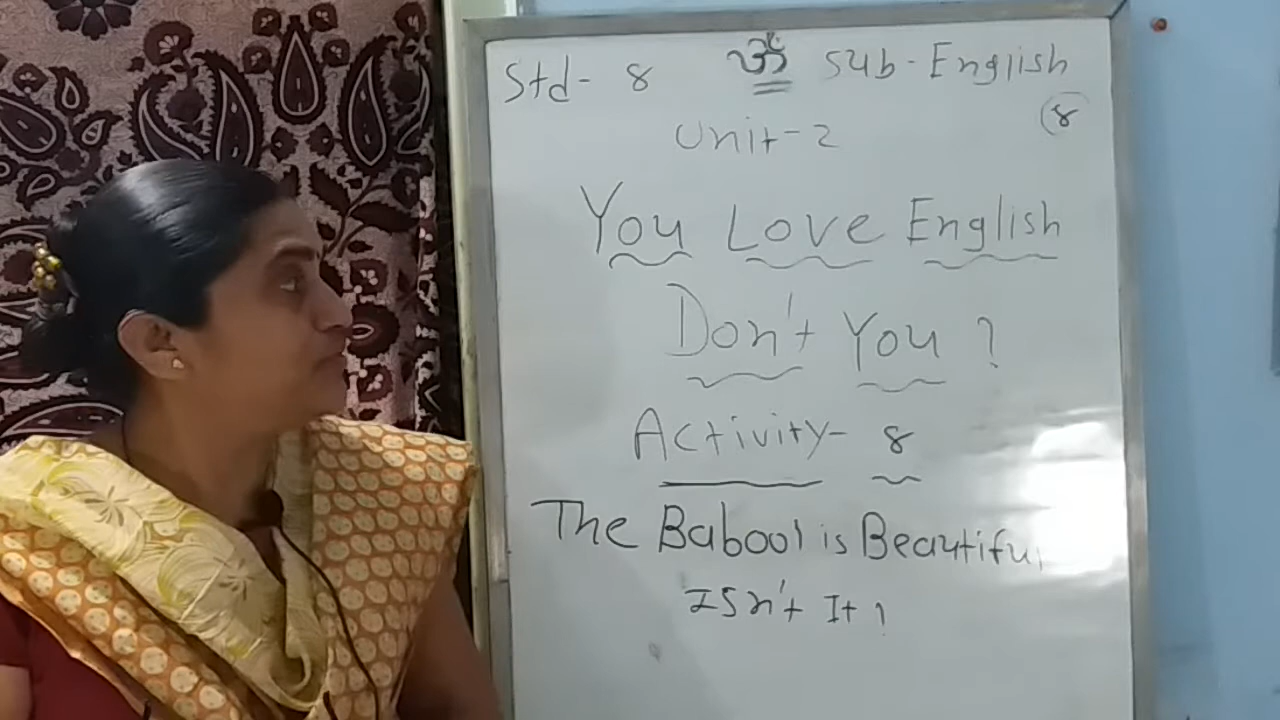 Std- 8 ॐ Sub-English
(8
Unit-2
You Love English
Don't You ?
Activity- 8
The Babool is Beautiful
Isn't It ?